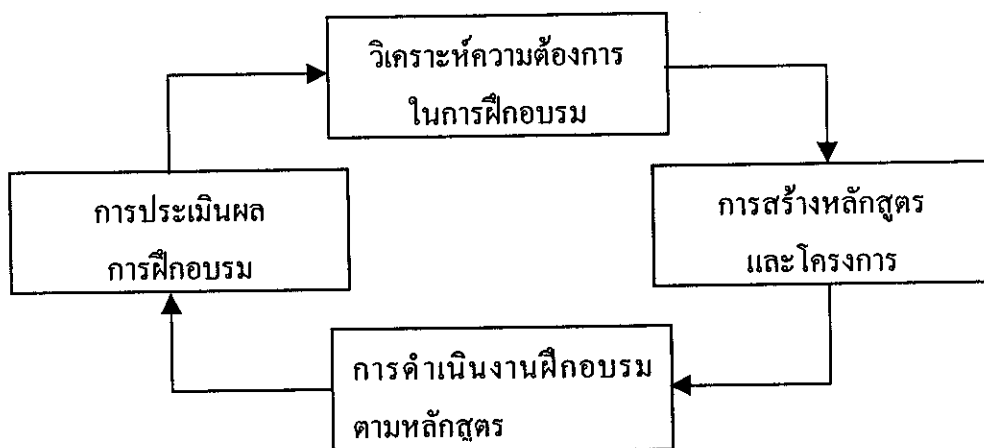 วิเคราะห์ความต้องการ
ในการฝึกอบรม
การสร้างหลักสูตร
และโครงการ
การดำเนินงานฝึกอบรม
ตามหลักสูตร
การประเมินผล
การฝึกอบรม